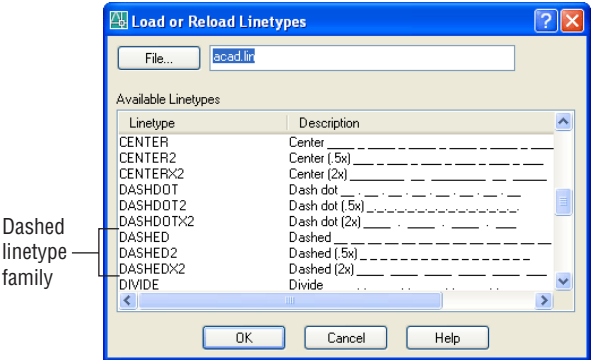 Load or Reload Linetypes
File...
acad.lin
Available Linetypes
Linetype Description
CENTER Center
CENTER2 Center (.5x)
CENTERX2 Center (2x)
DASHDOT Dash dot
DASHDOT2 Dash dot (.5x)
DASHDOTX2 Dash dot (2x)
DASHED Dashed
DASHED2 Dashed (.5x)
DASHEDX2 Dashed (2x)
DIVIDE Divide
Dashed
linetype
family
OK Cancel Help